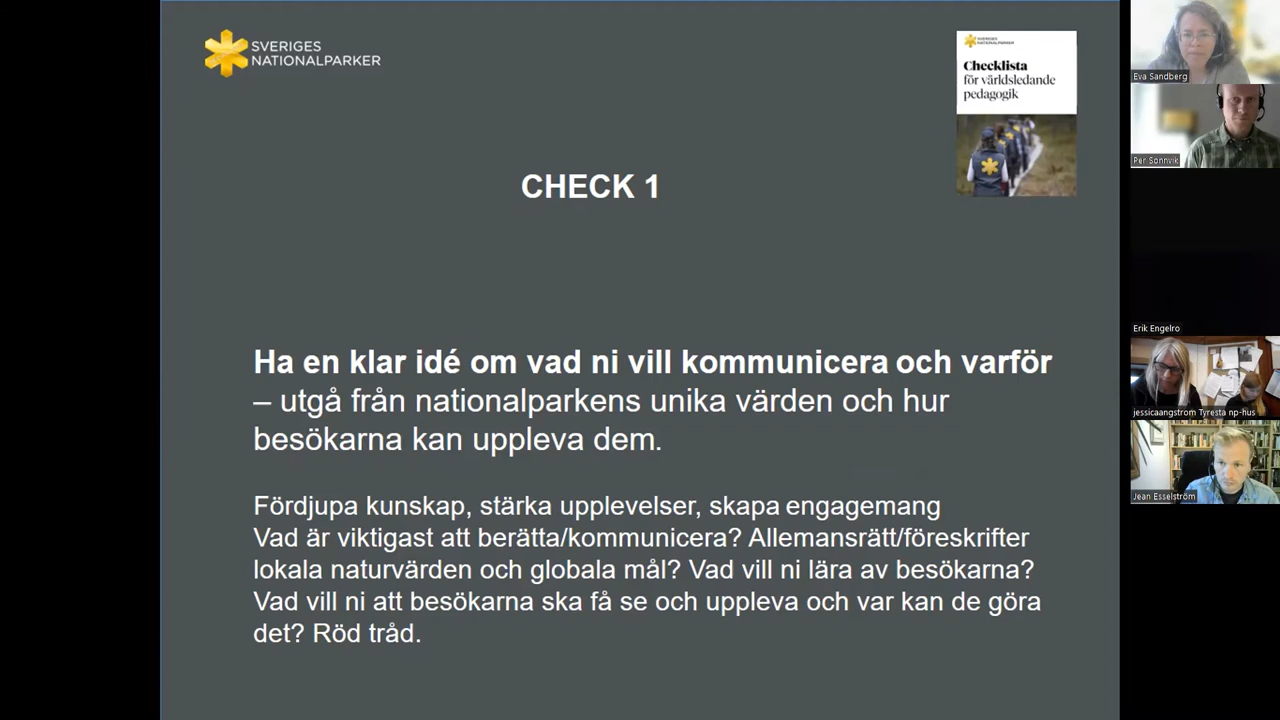 SVERIGES
NATIONALPARKER
SVERIGES
NATIONALPARKER
Checklista
för världsledande
pedagogik
CHECK 1
Ha en klar idé om vad ni vill kommunicera och varför
– utgå från nationalparkens unika värden och hur
besökarna kan uppleva dem.
Fördjupa kunskap, stärka upplevelser, skapa engagemang
Vad är viktigast att berätta/kommunicera? Allemansrätt/föreskrifter
lokala naturvärden och globala mål? Vad vill ni lära av besökarna?
Vad vill ni att besökarna ska få se och uppleva och var kan de göra
det? Röd tråd.
Eva Sandberg
Per Sonnvik
Erik Engelro
jessicaangstrom Tyresta np-hus
Jean Esselström